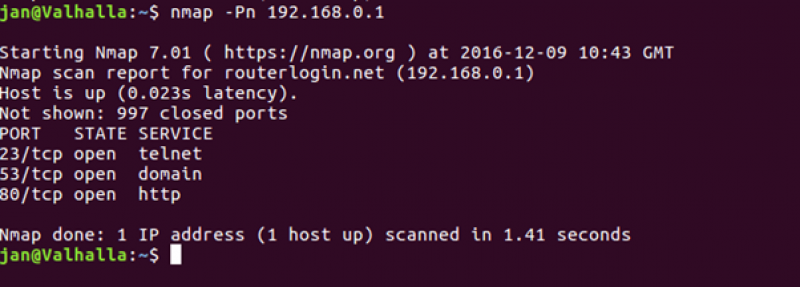 jan@Valhalla:~$ nmap -Pn 192.168.0.1
Starting Nmap 7.01 ( https://nmap.org ) at 2016-12-09 10:43 GMT
Nmap scan report for routerlogin.net (192.168.0.1)
Host is up (0.023s latency).
Not shown: 997 closed ports
PORT   STATE SERVICE
23/tcp open  telnet
53/tcp open  domain
80/tcp open  http
Nmap done: 1 IP address (1 host up) scanned in 1.41 seconds
jan@Valhalla:~$